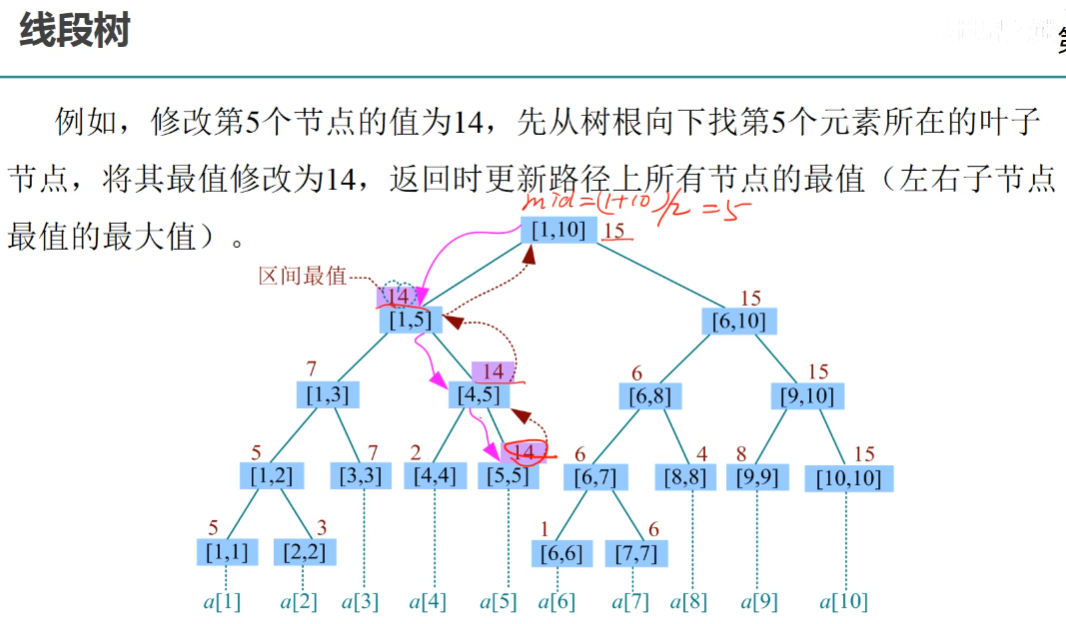 线段树
例如，修改第5个节点的值为14，先从树根向下找第5个元素所在的叶子
节点，将其最值修改为14，返回时更新路径上所有节点的最值（左右子节点
最值的最大值）。
mid=(1+10)/2=5
[1,10] 15
区间最值
14 15
[1,5] [6,10]
7 14 6 15
[1,3] [4,5] [6,8] [9,10]
5 7 2 14 6 4 8 15
[1,2] [3,3] [4,4] [5,5] [6,7] [8,8] [9,9] [10,10]
5 3 1 6
[1,1] [2,2] [6,6] [7,7]
a[1] a[2] a[3] a[4] a[5] a[6] a[7] a[8] a[9] a[10]